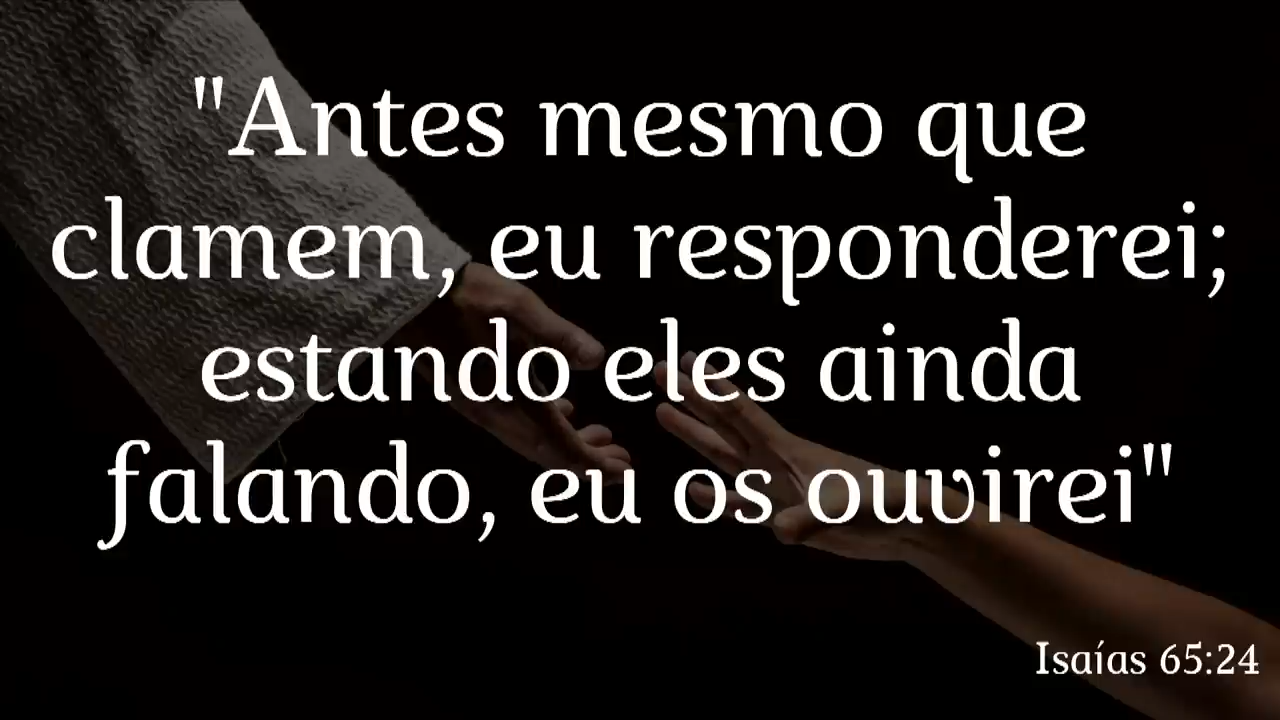 "Antes mesmo que
clamem, eu responderei;
estando eles ainda
falando, eu os ouvirei"
Isaías 65:24